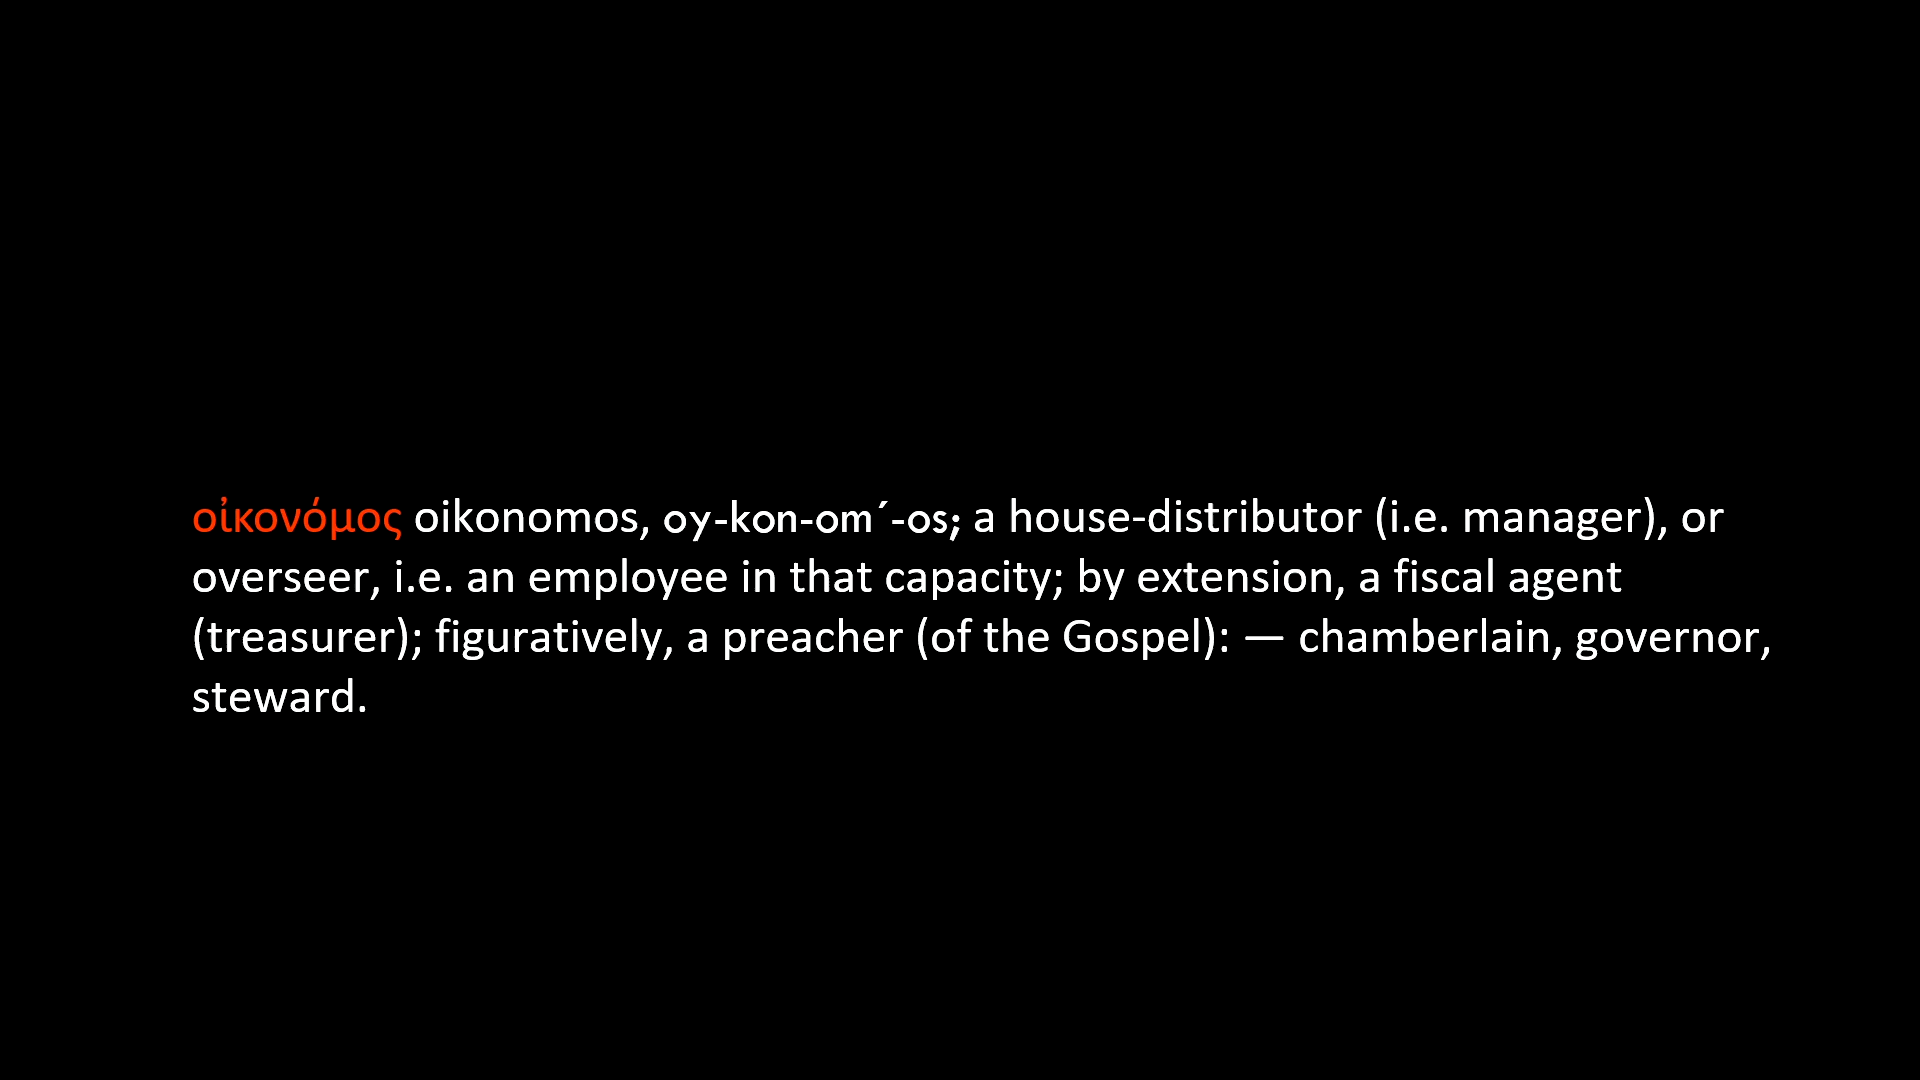 οἰκονόμος oikonomos, oy-kon-om´-os; a house-distributor (i.e. manager), or
overseer, i.e. an employee in that capacity; by extension, a fiscal agent
(treasurer); figuratively, a preacher (of the Gospel): — chamberlain, governor,
steward.